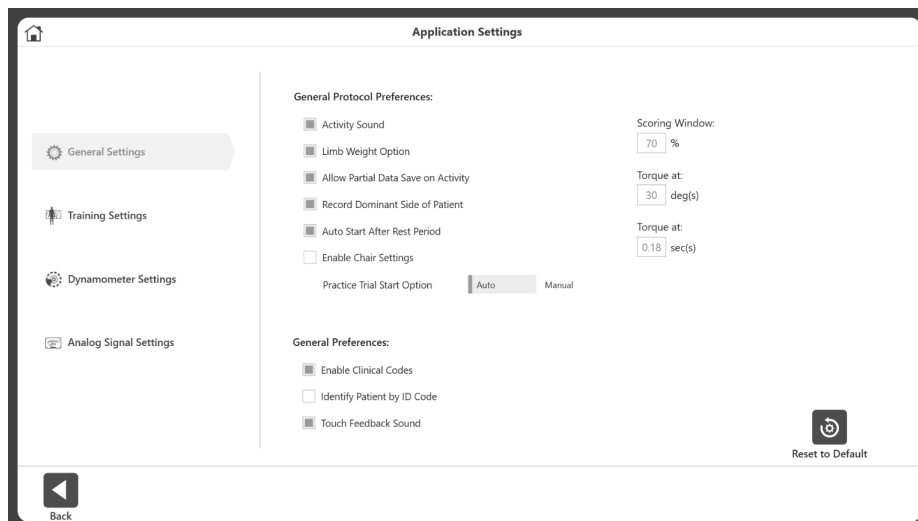 Application Settings
General Settings
Training Settings
Dynamometer Settings
Analog Signal Settings
General Protocol Preferences:
Activity Sound
Limb Weight Option
Allow Partial Data Save on Activity
Record Dominant Side of Patient
Auto Start After Rest Period
Enable Chair Settings
Practice Trial Start Option Auto Manual
Scoring Window:
70 %
Torque at:
30 deg(s)
Torque at:
0.18 sec(s)
General Preferences:
Enable Clinical Codes
Identify Patient by ID Code
Touch Feedback Sound
Reset to Default
Back